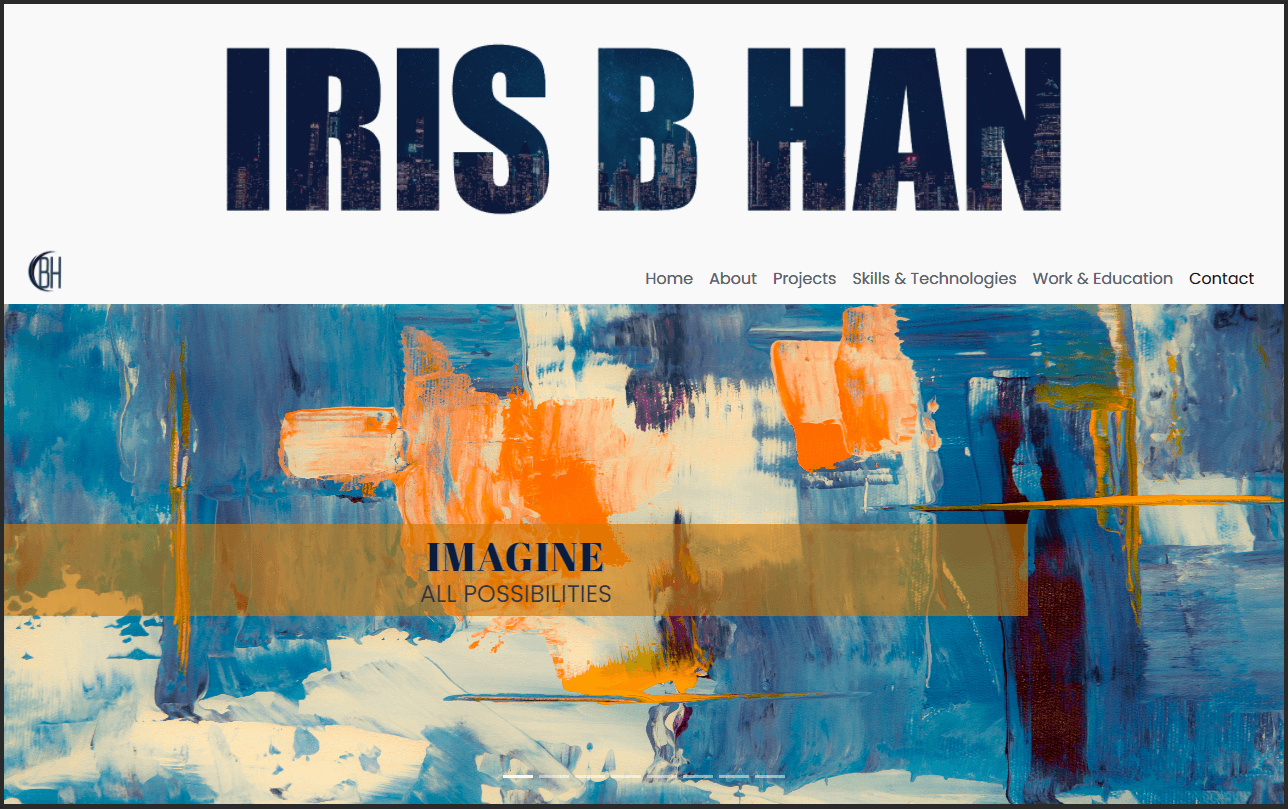 IRIS B HAN
BH
Home About Projects Skills & Technologies Work & Education Contact
IMAGINE
ALL POSSIBILITIES